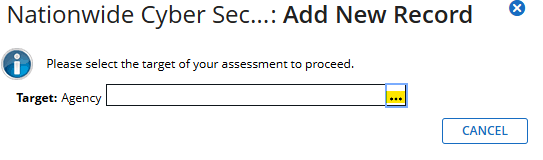 Nationwide Cyber Sec...: Add New Record
Please select the target of your assessment to proceed.
Target: Agency ...
CANCEL